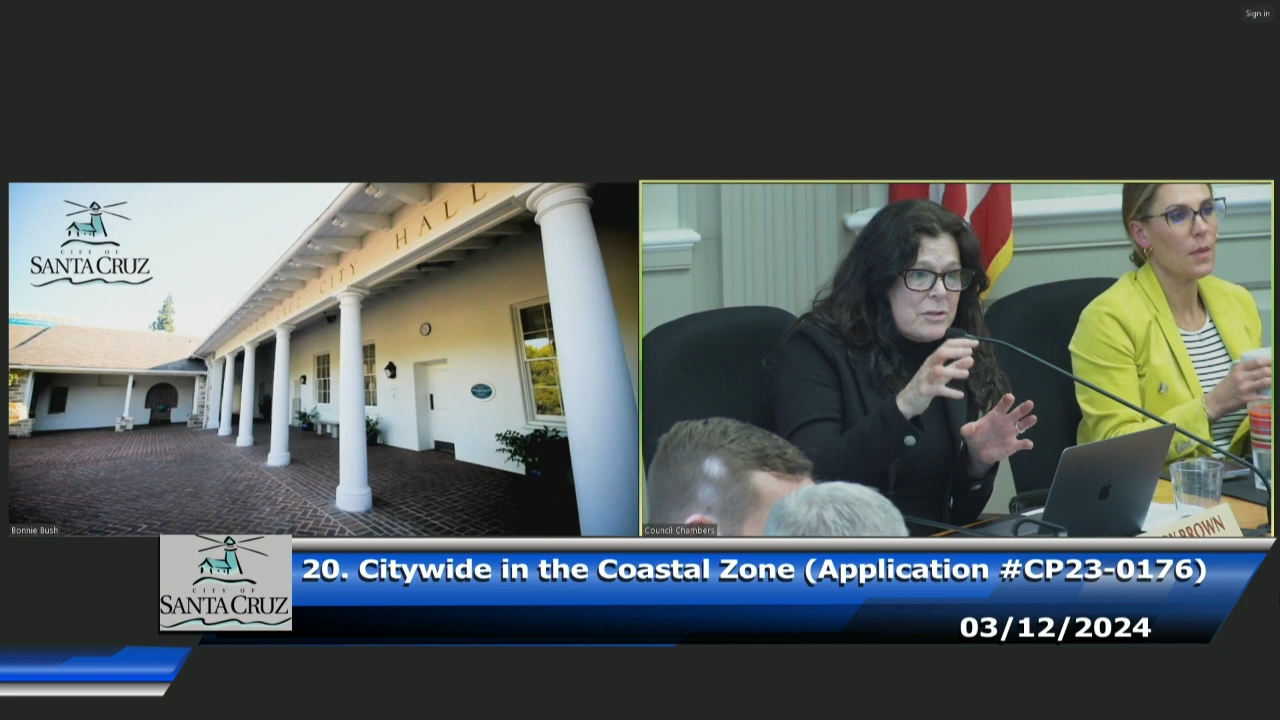 Sign in
CITY OF
SANTA CRUZ
CITY HALL
Bonnie Bush
Council Chambers
BROWN
CITY OF
SANTA CRUZ
20. Citywide in the Coastal Zone (Application #CP23-0176)
03/12/2024